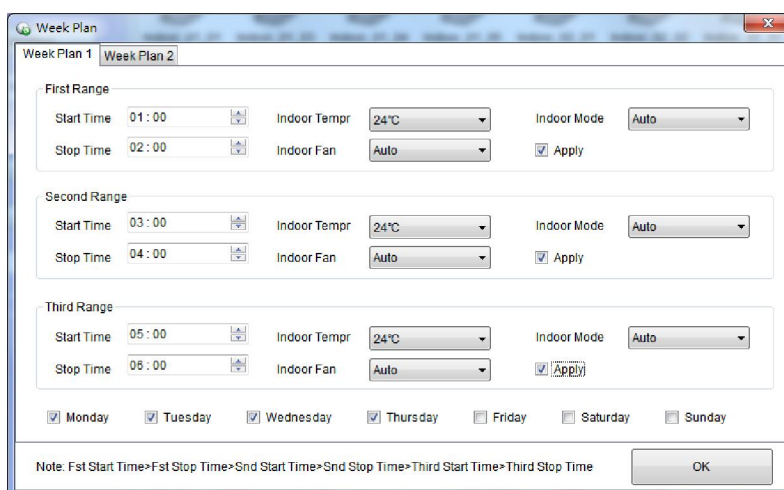 Week Plan
Week Plan 1 Week Plan 2
First Range
Start Time 01:00 Indoor Tempr 24℃ Indoor Mode Auto
Stop Time 02:00 Indoor Fan Auto Apply
Second Range
Start Time 03:00 Indoor Tempr 24℃ Indoor Mode Auto
Stop Time 04:00 Indoor Fan Auto Apply
Third Range
Start Time 05:00 Indoor Tempr 24℃ Indoor Mode Auto
Stop Time 06:00 Indoor Fan Auto Apply
Monday Tuesday Wednesday Thursday Friday Saturday Sunday
Note: Fst Start Time>Fst Stop Time>Snd Start Time>Snd Stop Time>Third Start Time>Third Stop Time OK